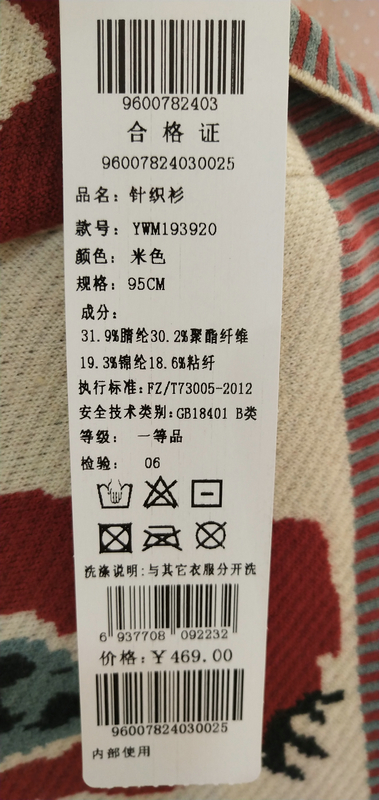 9600782403
合格证
96007824030025
品名：针织衫
款号：YWM193920
颜色：米色
规格：95CM
成分：
31.9%腈纶30.2%聚酯纤维
19.3%锦纶18.6%粘纤
执行标准:FZ/T73005-2012
安全技术类别:GB18401 B类
等级： 一等品
检验： 06
洗涤说明:与其它衣服分开洗
6 937708 092232
价格:￥469.00
96007824030025
内部使用